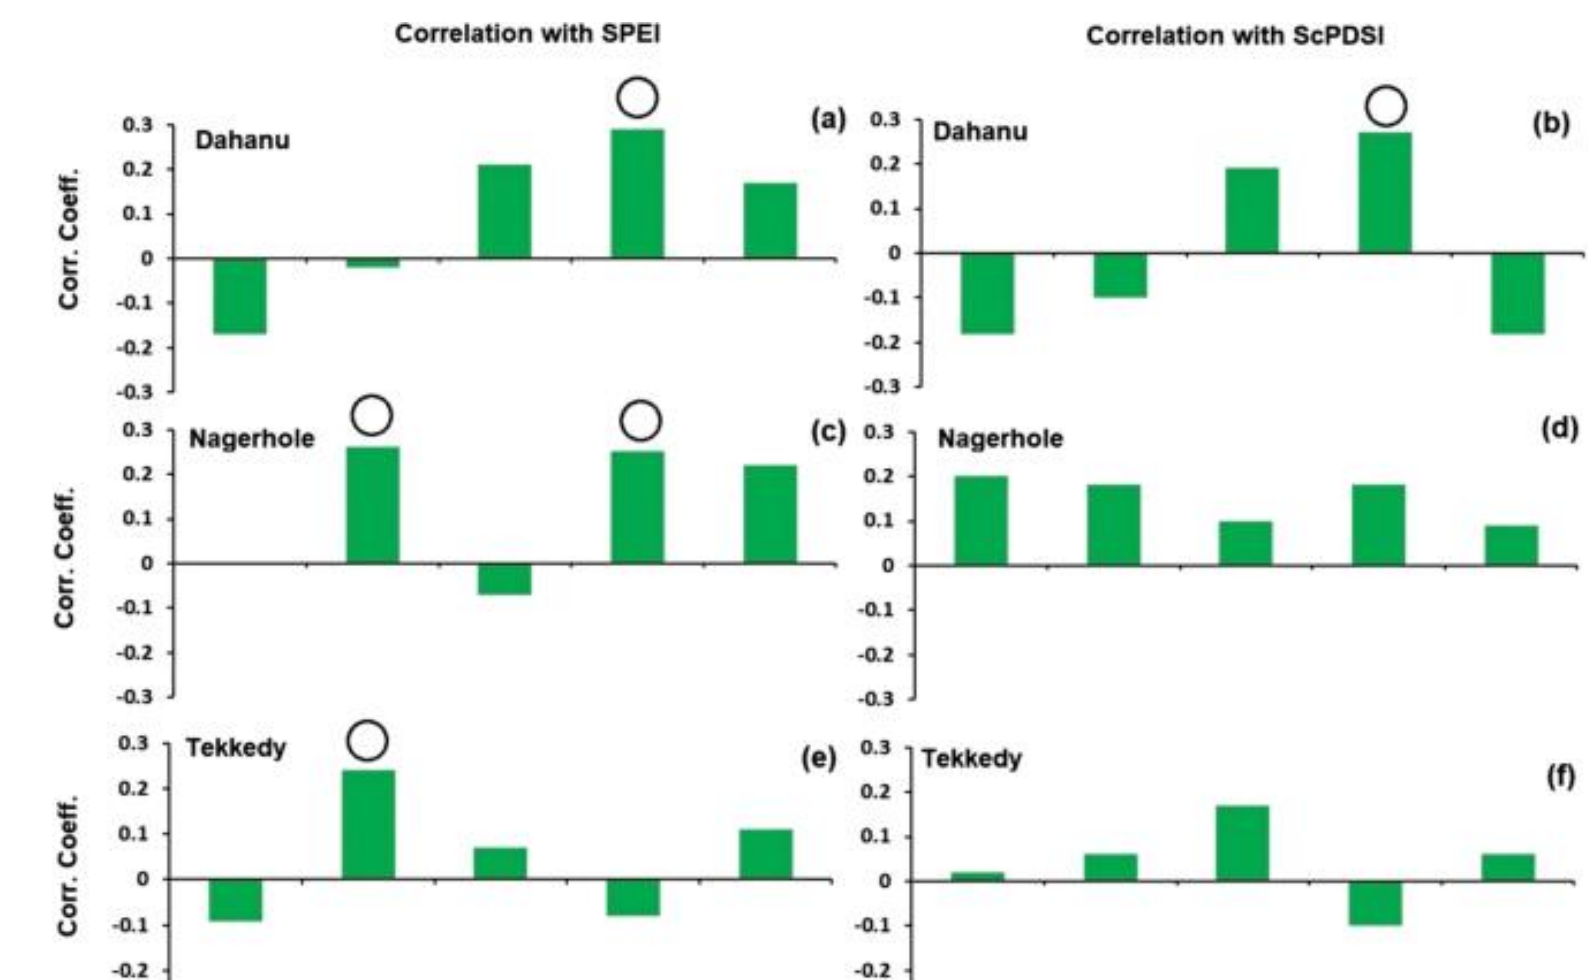 Correlation with SPEI
Correlation with ScPDSI
(a)
Dahanu
Corr. Coeff.
0.3
0.2
0.1
0
-0.1
-0.2
-0.3
(b)
Dahanu
0.3
0.2
0.1
0
-0.1
-0.2
-0.3
(c)
Nagerhole
Corr. Coeff.
0.3
0.2
0.1
0
-0.1
-0.2
-0.3
(d)
Nagerhole
0.3
0.2
0.1
0
-0.1
-0.2
-0.3
(e)
Tekkedy
Corr. Coeff.
0.3
0.2
0.1
0
-0.1
-0.2
(f)
Tekkedy
0.3
0.2
0.1
0
-0.1
-0.2